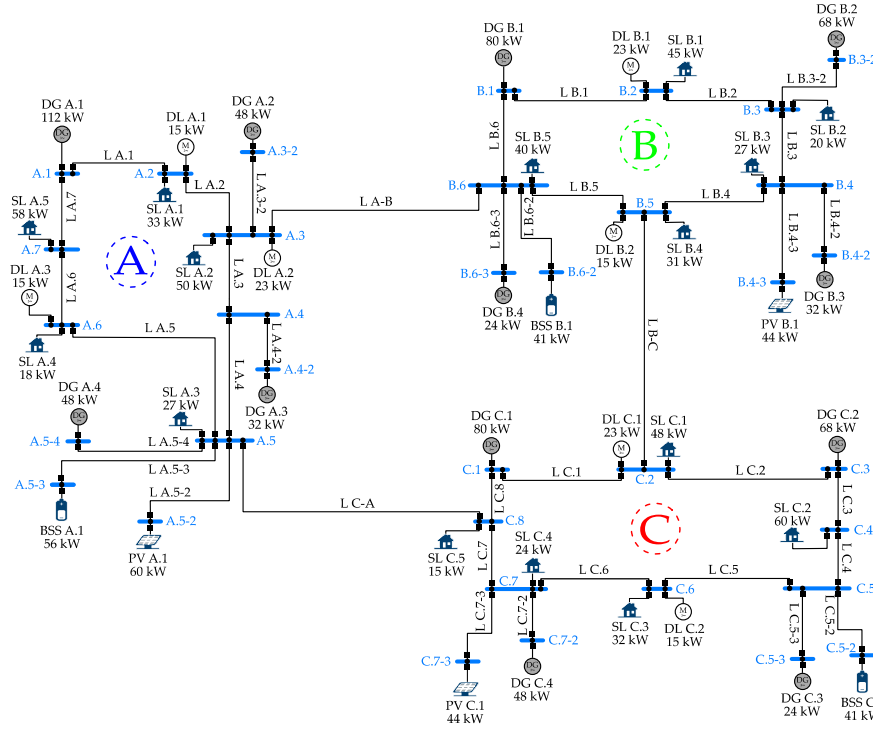 DG B.2
68 kW
DG B.1
80 kW
DL B.1
23 kW
SL B.1
45 kW
B.3-2
L B.3-2
B.1
L B.1
B.2
L B.2
B.3
SL B.2
20 kW
DG A.1
112 kW
DL A.1
15 kW
DG A.2
48 kW
L B.6
SL B.5
40 kW
B
SL B.3
27 kW
L B.3
A.1
L A.1
A.2
A.3-2
L A.2
SL A.1
33 kW
L A.7
L A.3-2
L A-B
B.6
L B.5
B.5
L B.4
B.4
SL A.5
58 kW
A.7
A
SL A.2
50 kW
A.3
DL A.2
23 kW
L B.6-3
L B.6-2
DL B.2
15 kW
SL B.4
31 kW
L B.4-3
L B.4-2
B.4-2
DL A.3
15 kW
L A.6
L A.3
B.6-3
B.6-2
B.4-3
DG B.4
24 kW
BSS B.1
41 kW
PV B.1
44 kW
DG B.3
32 kW
A.6
L A.5
A.4
L A.4-2
L B-C
SL A.4
18 kW
L A.4
A.4-2
DG A.3
32 kW
DG A.4
48 kW
SL A.3
27 kW
A.5-4
L A.5-4
A.5
DG C.1
80 kW
DL C.1
23 kW
SL C.1
48 kW
DG C.2
68 kW
L A.5-3
A.5-3
L A.5-2
BSS A.1
56 kW
A.5-2
PV A.1
60 kW
L C-A
C.1
L C.1
C.2
L C.2
C.3
L C.8
L C.3
C.8
SL C.5
15 kW
C
SL C.2
60 kW
C.4
L C.7
SL C.4
24 kW
L C.4
C.7
L C.6
C.6
L C.5
C.5
L C.7-3
L C.7-2
SL C.3
32 kW
DL C.2
15 kW
L C.5-3
L C.5-2
C.7-3
C.7-2
C.5-3
C.5-2
PV C.1
44 kW
DG C.4
48 kW
DG C.3
24 kW
BSS C
41 kW
DG
DG
DG
DG
DG
DG
DG
DG
DG
DG
DG
DG
M
M
M
M
M
M
M